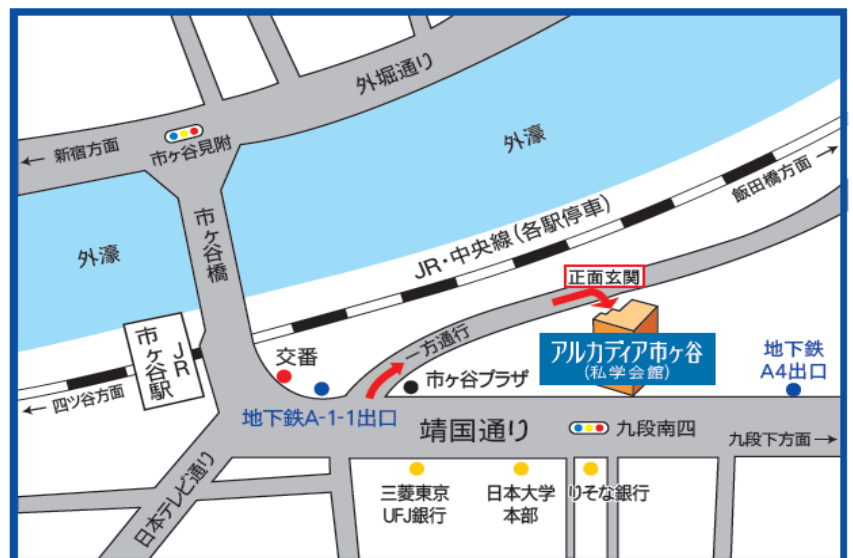 外堀通り
← 新宿方面
市ヶ谷見附
外濠
飯田橋方面 →
市ヶ谷橋
外濠
JR・中央線(各駅停車)
正面玄関
JR
市ヶ谷駅
一方通行
アルカディア市ヶ谷
(私学会館)
交番
地下鉄
A4出口
市ヶ谷プラザ
← 四ツ谷方面
地下鉄A-1-1出口
靖国通り
九段南四
九段下方面→
日本テレビ通り
三菱東京
UFJ銀行
日本大学
本部
りそな銀行